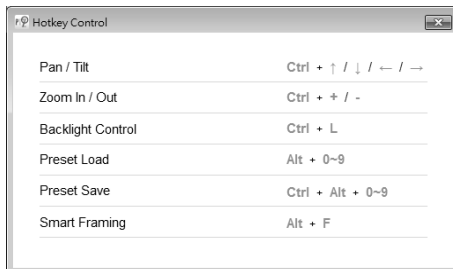 Hotkey Control
Pan / Tilt Ctrl + ↑ / ↓ / ← / →
Zoom In / Out Ctrl + + / -
Backlight Control Ctrl + L
Preset Load Alt + 0~9
Preset Save Ctrl + Alt + 0~9
Smart Framing Alt + F